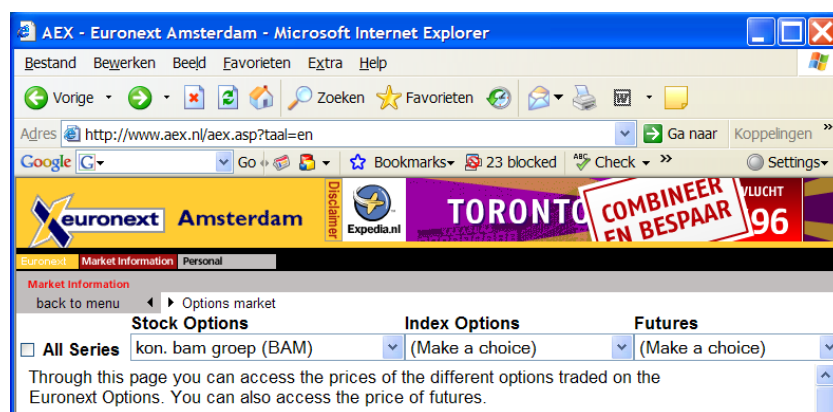 AEX - Euronext Amsterdam - Microsoft Internet Explorer
Bestand Bewerken Beeld Favorieten Extra Help
Vorige Zoeken Favorieten
Adres http://www.aex.nl/aex.asp?taal=en Ga naar Koppelingen »
Google G Go Bookmarks 23 blocked ABC Check » Settings
euronext Amsterdam Disclaimer Expedia.nl TORONTO COMBINEER EN BESPAAR VLUCHT 96
Euronext Market Information Personal
Market Information
back to menu Options market
Stock Options Index Options Futures
All Series kon. bam groep (BAM) (Make a choice) (Make a choice)
Through this page you can access the prices of the different options traded on the
Euronext Options. You can also access the price of futures.